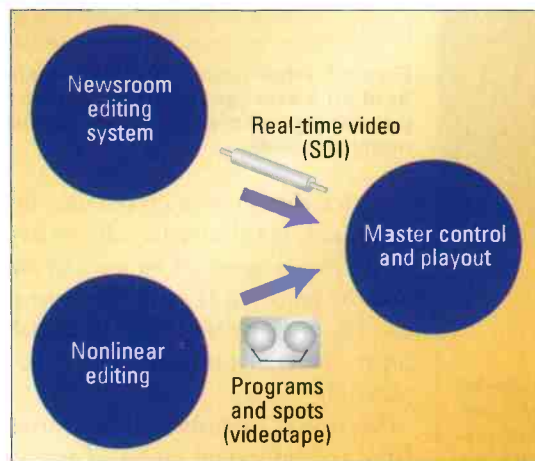 Newsroom
editing
system
Real-time video
(SDI)
Master control
and playout
Nonlinear
editing
Programs
and spots
(videotape)